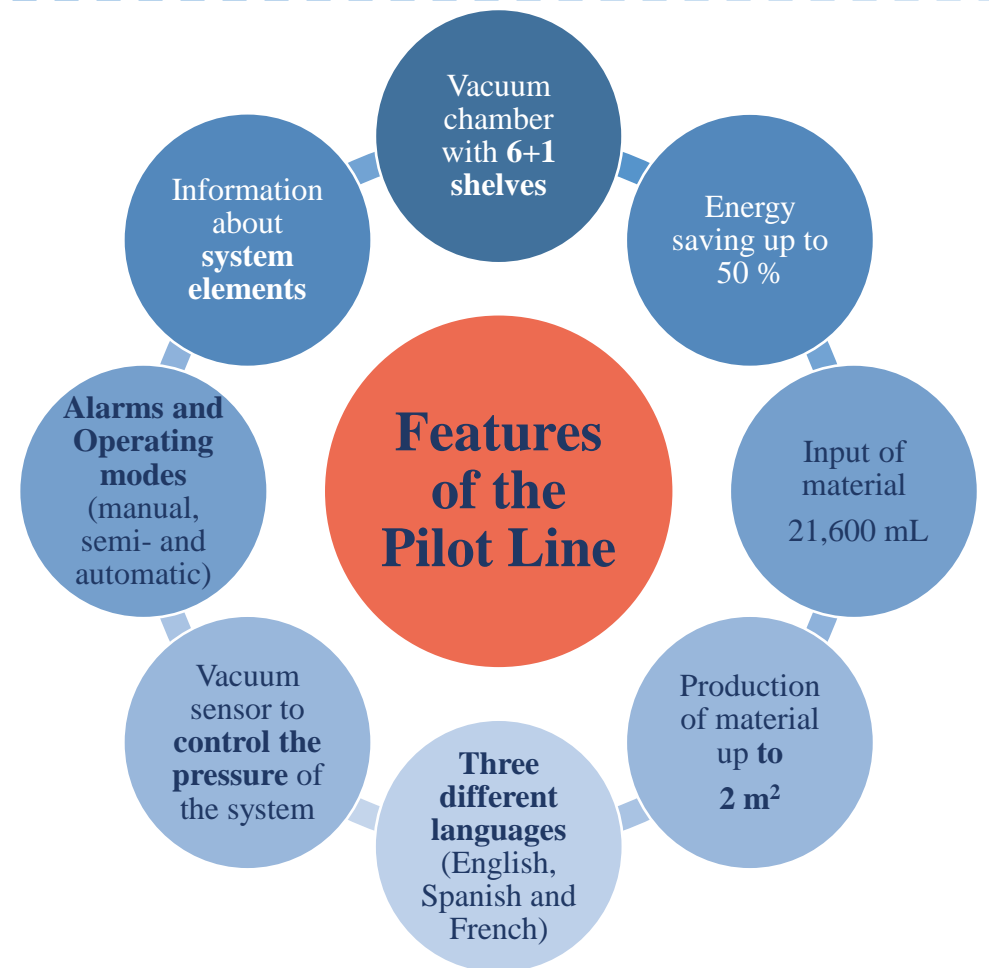 Vacuum
chamber
with 6+1
shelves
Energy
saving up to
50 %
Input of
material
21,600 mL
Production
of material
up to
2 m²
Three
different
languages
(English,
Spanish and
French)
Vacuum
sensor to
control the
pressure of
the system
Alarms and
Operating
modes
(manual,
semi- and
automatic)
Information
about
system
elements
Features
of the
Pilot Line